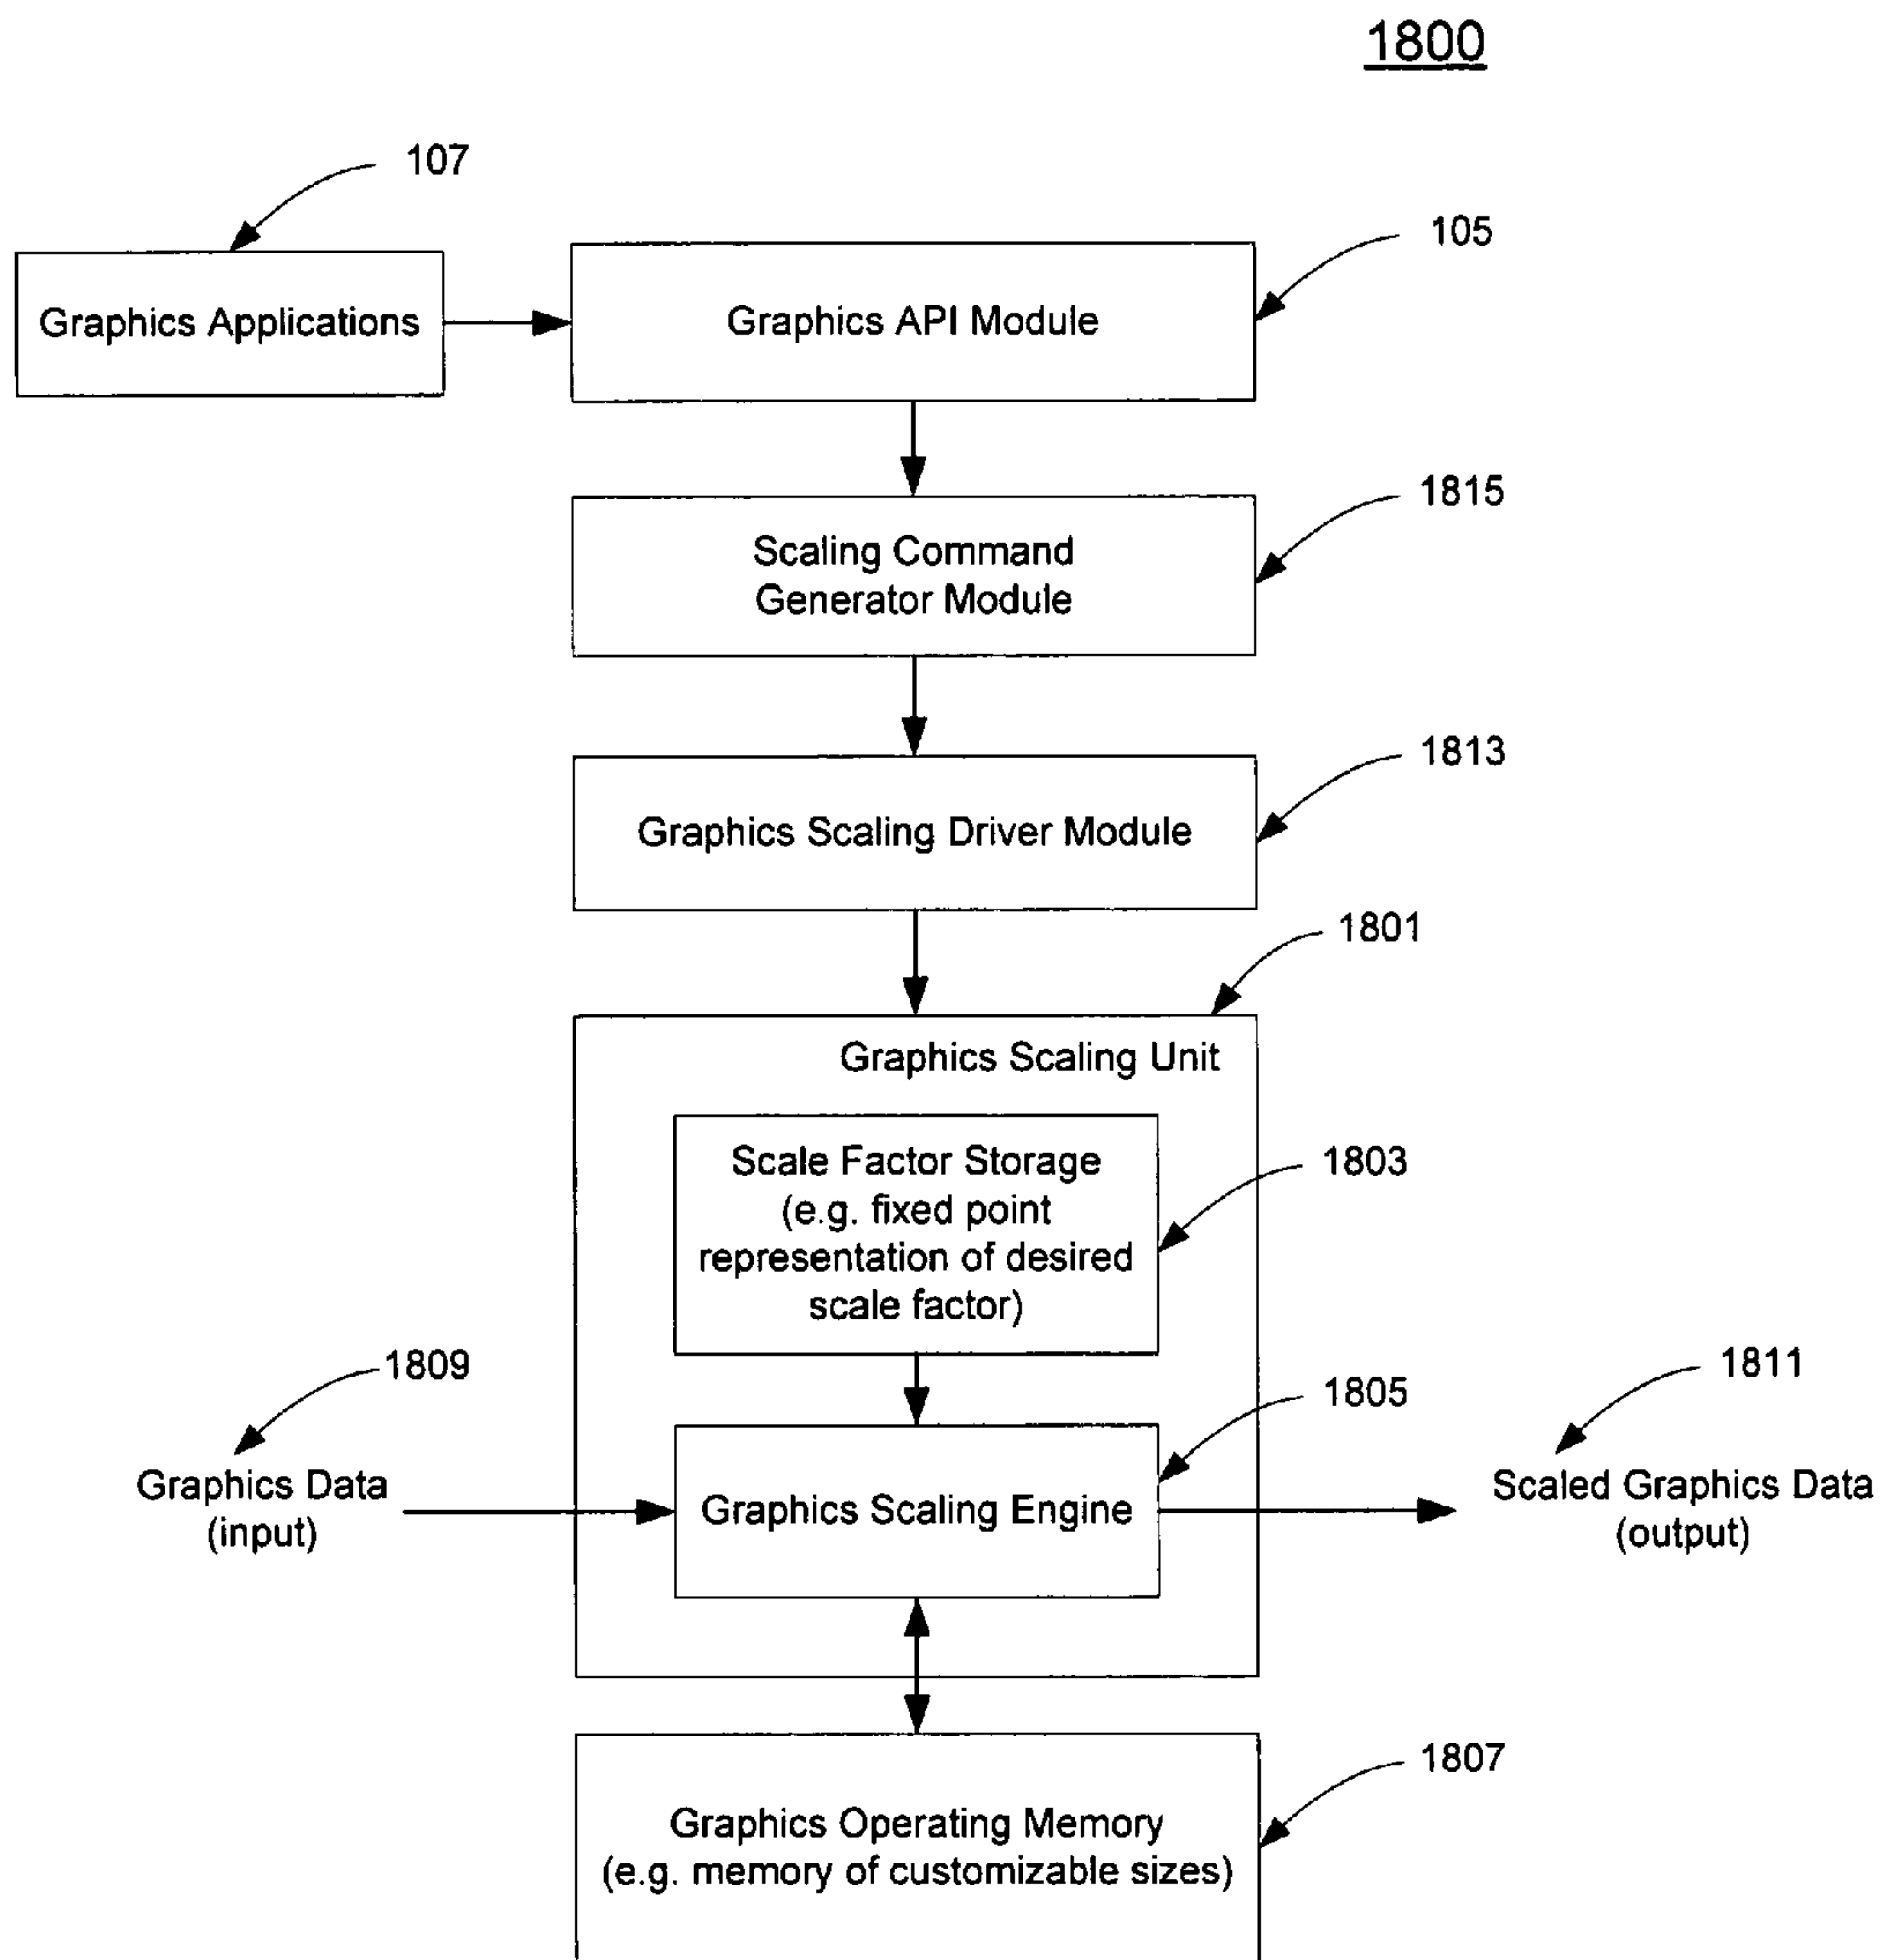 1800
107
105
Graphics Applications
Graphics API Module
1815
Scaling Command
Generator Module
1813
Graphics Scaling Driver Module
1801
Graphics Scaling Unit
Scale Factor Storage
(e.g. fixed point
representation of desired
scale factor)
1803
1809
1805
1811
Graphics Data
(input)
Graphics Scaling Engine
Scaled Graphics Data
(output)
1807
Graphics Operating Memory
(e.g. memory of customizable sizes)